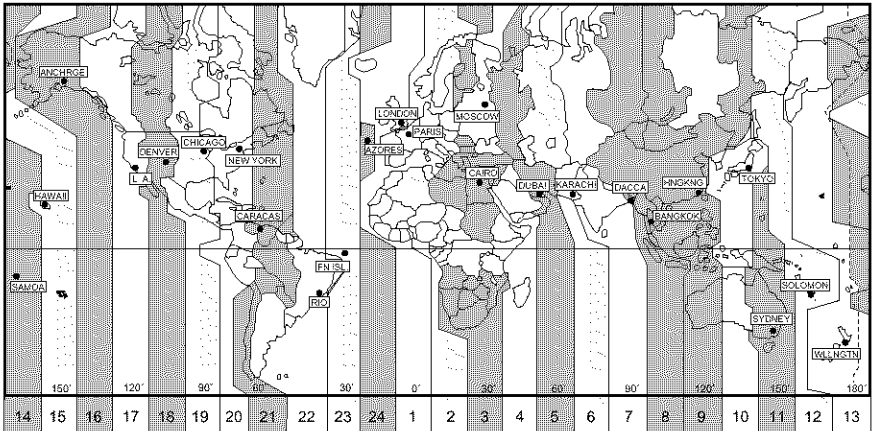 ANCHRGE
LONDON
MOSCOW
PARIS
CHICAGO
AZORES
DENVER
NEW YORK
L.A.
CAIRO
TOKYO
DUBAI
KARACHI
DACCA
HNGKNG
HAWAII
CARACAS
BANGKOK
FN ISL.
SAMOA
SOLOMON
RIO
SYDNEY
WLLNGTN
150° 120° 90° 60° 30° 0° 30° 60° 90° 120° 150° 180°
14 15 16 17 18 19 20 21 22 23 24 1 2 3 4 5 6 7 8 9 10 11 12 13